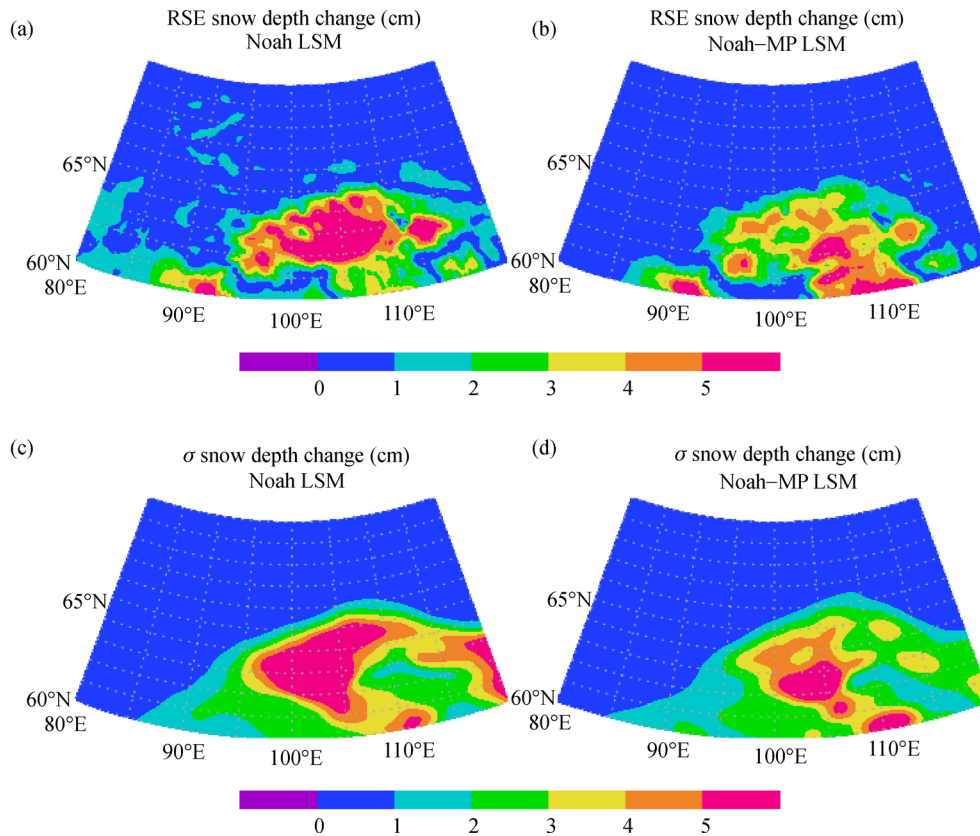 (a)
RSE snow depth change (cm)
Noah LSM
65°N
60°N
80°E
90°E
100°E
110°E
(b)
RSE snow depth change (cm)
Noah−MP LSM
65°N
60°N
80°E
90°E
100°E
110°E
0 1 2 3 4 5
(c)
σ snow depth change (cm)
Noah LSM
65°N
60°N
80°E
90°E
100°E
110°E
(d)
σ snow depth change (cm)
Noah−MP LSM
65°N
60°N
80°E
90°E
100°E
110°E
0 1 2 3 4 5